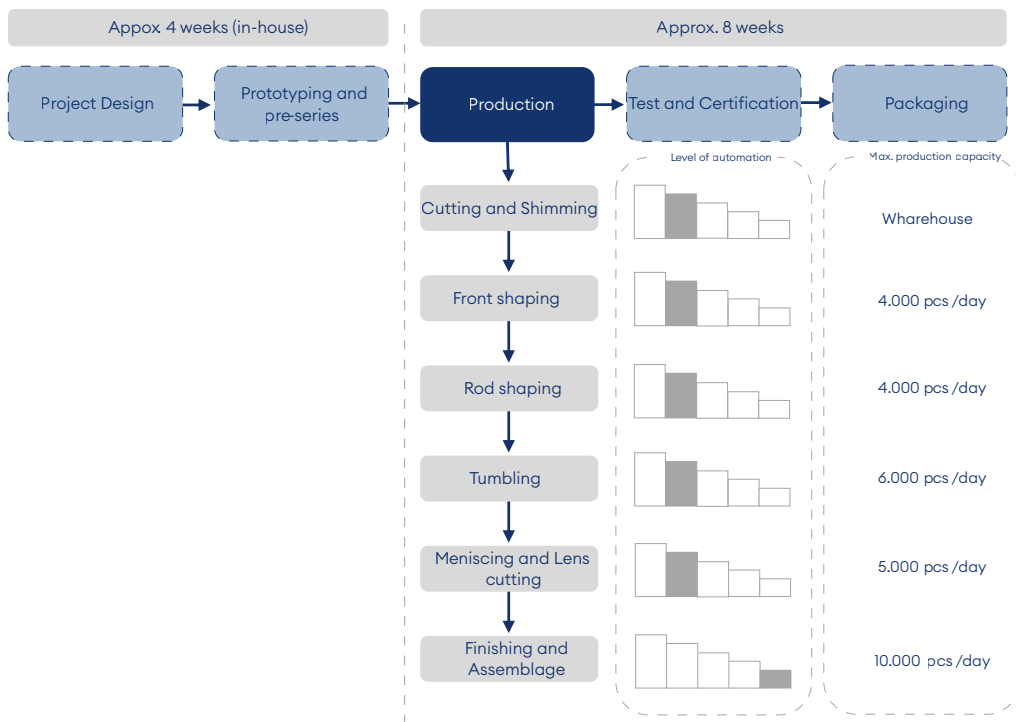 Appox. 4 weeks (in-house)
Approx. 8 weeks
Project Design
Prototyping and
pre-series
Production
Test and Certification
Packaging
Level of automation
Max. production capacity
Cutting and Shimming
Wharehouse
Front shaping
4.000 pcs/day
Rod shaping
4.000 pcs/day
Tumbling
6.000 pcs/day
Meniscing and Lens
cutting
5.000 pcs/day
Finishing and
Assemblage
10.000 pcs/day